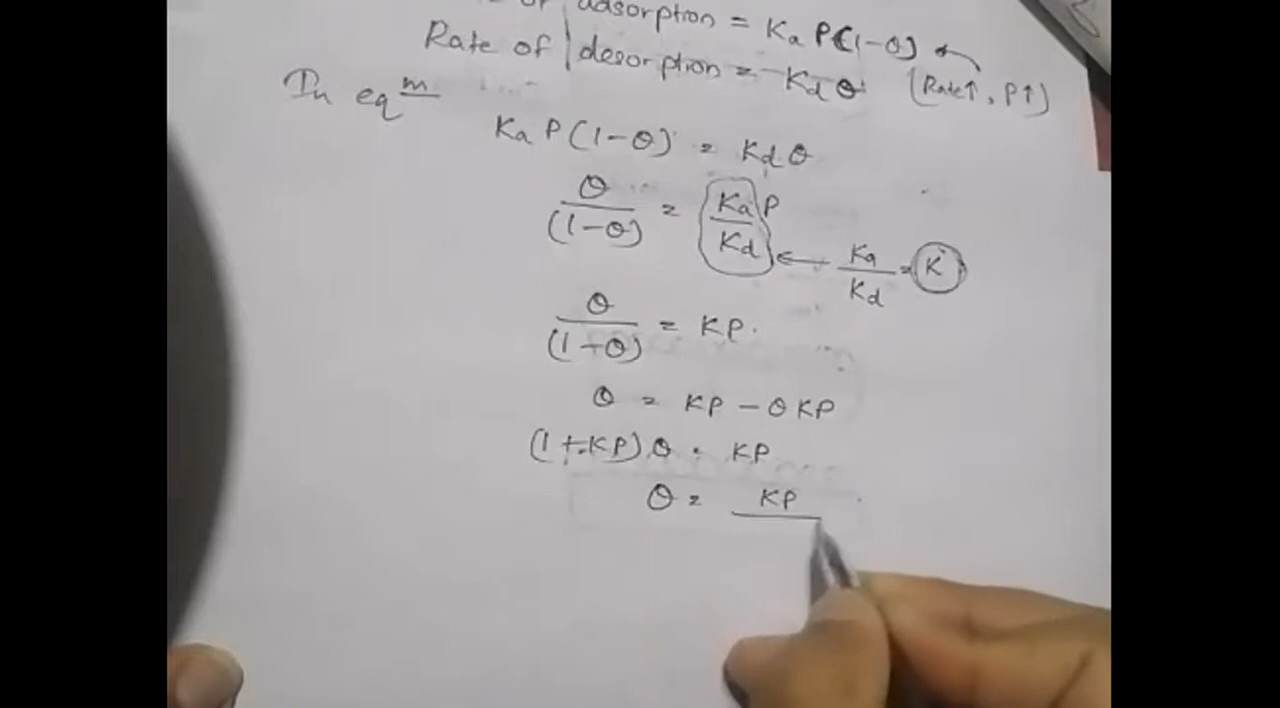 of adsorption = Ka P(1-θ)
Rate of desorption = Kd θ (Rate↑, P↑)
In eqm
Ka P(1-θ) = Kd θ
θ/(1-θ) = Ka/Kd P ← Ka/Kd = K
θ/(1-θ) = KP.
θ = KP - θKP
(1+KP)θ = KP
θ = KP